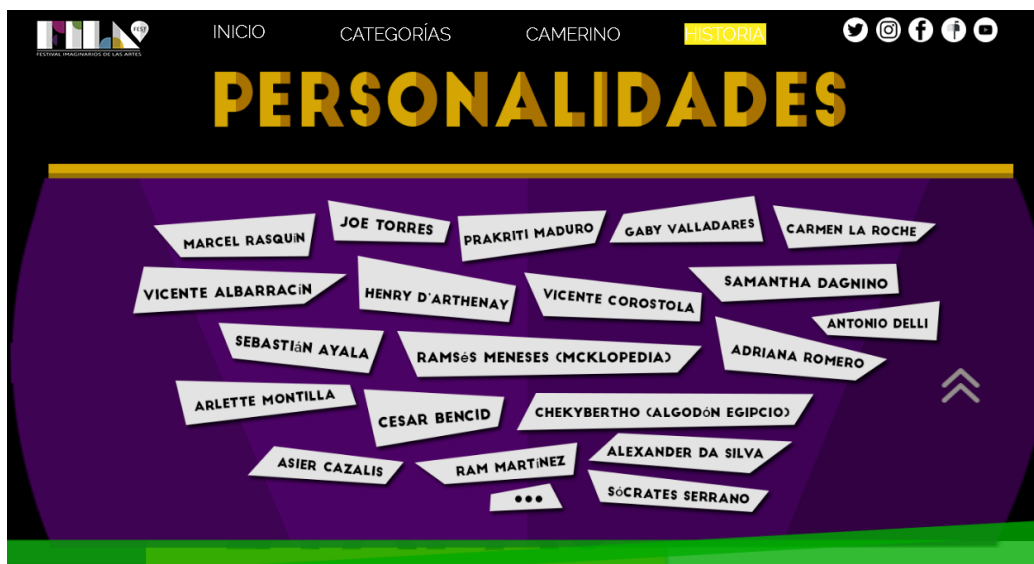 FILA FEST
FESTIVAL IMAGINARIOS DE LAS ARTES
INICIO CATEGORÍAS CAMERINO HISTORIA
PERSONALIDADES
MARCEL RASQUíN
JOE TORRES
PRAKRITI MADURO
GABY VALLADARES
CARMEN LA ROCHE
VICENTE ALBARRACíN
HENRY D'ARTHENAY
VICENTE COROSTOLA
SAMANTHA DAGNINO
ANTONIO DELLI
SEBASTIáN AYALA
RAMSéS MENESES (MCKLOPEDIA)
ADRIANA ROMERO
ARLETTE MONTILLA
CESAR BENCID
CHEKYBERTHO (ALGODóN EGIPCIO)
ASIER CAZALIS
RAM MARTíNEZ
ALEXANDER DA SILVA
SóCRATES SERRANO
...